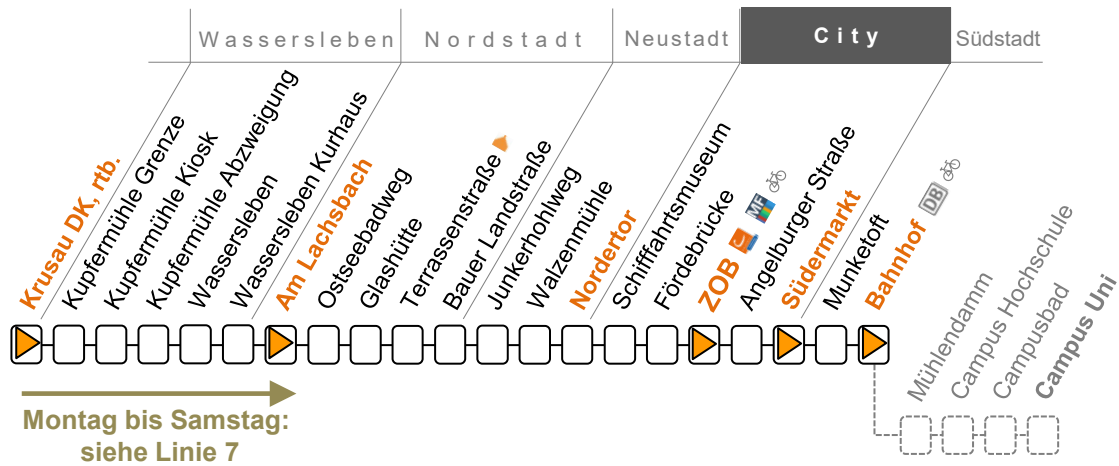 Wassersleben
Nordstadt
Neustadt
City
Südstadt
Krusau DK, rtb.
Kupfermühle Grenze
Kupfermühle Kiosk
Kupfermühle Abzweigung
Wassersleben
Wassersleben Kurhaus
Am Lachsbach
Ostseebadweg
Glashütte
Terrassenstraße
Bauer Landstraße
Junkerhohlweg
Walzenmühle
Nordertor
Schifffahrtsmuseum
Fördebrücke
ZOB
MF
Angelburger Straße
Südermarkt
Munketoft
Bahnhof
DB
Mühlendamm
Campus Hochschule
Campusbad
Campus Uni
Montag bis Samstag:
siehe Linie 7